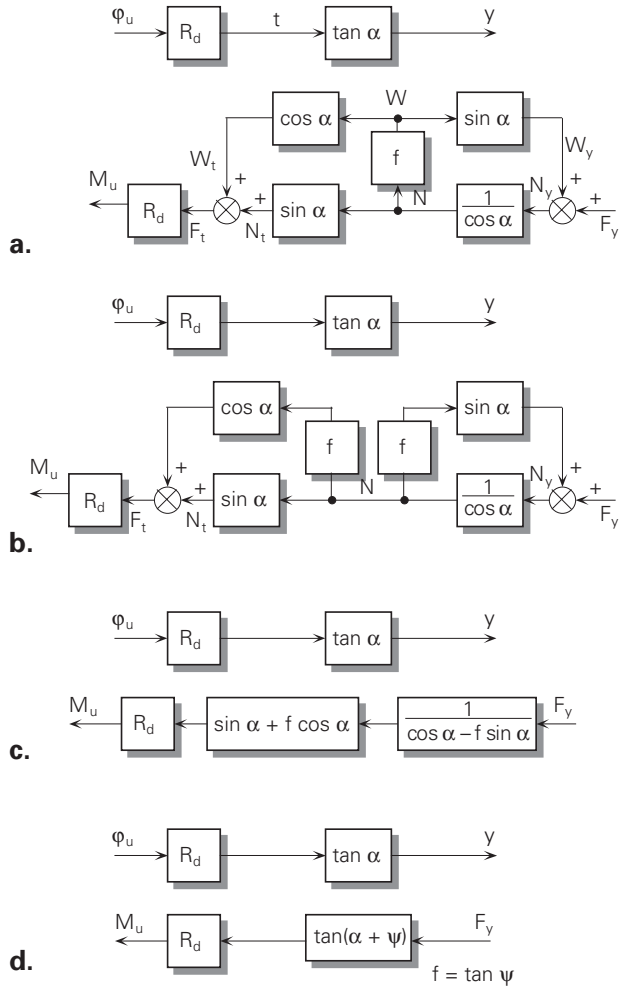 φu Rd t tan α y
cos α W sin α
Wt f Wy
+ +
Mu Rd Ft + Nt sin α N 1/cos α Ny + Fy
a.
φu Rd tan α y
cos α sin α
f f
+ +
Mu Rd Ft + Nt sin α N 1/cos α Ny + Fy
b.
φu Rd tan α y
Mu Rd sin α + f cos α 1/cos α – f sin α Fy
c.
φu Rd tan α y
Mu Rd tan(α + ψ) Fy
d.
f = tan ψ